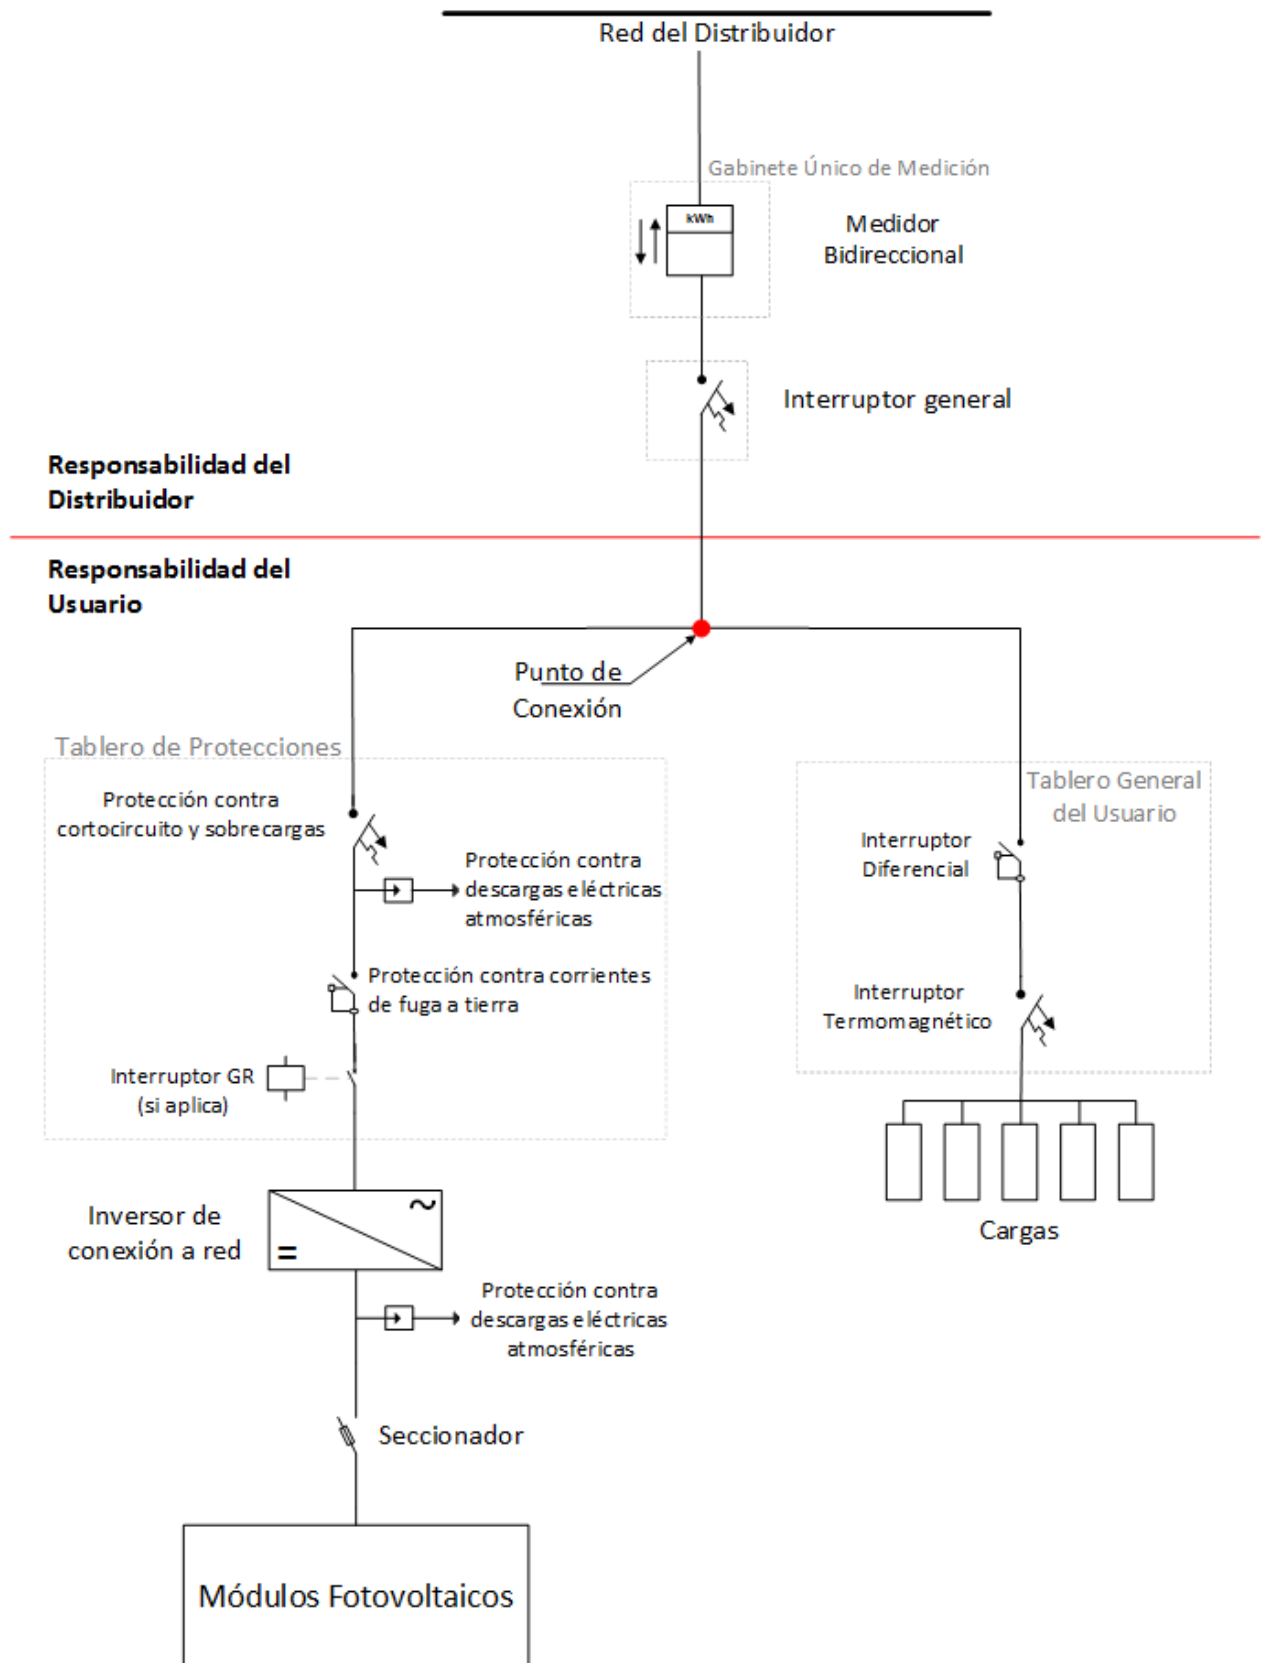 Red del Distribuidor
Gabinete Único de Medición
kWh
Medidor
Bidireccional
Interruptor general
Responsabilidad del
Distribuidor
Responsabilidad del
Usuario
Punto de
Conexión
Tablero de Protecciones
Protección contra
cortocircuito y sobrecargas
Protección contra
descargas eléctricas
atmosféricas
Protección contra corrientes
de fuga a tierra
Interruptor GR
(si aplica)
Tablero General
del Usuario
Interruptor
Diferencial
Interruptor
Termomagnético
Cargas
Inversor de
conexión a red
~
=
Protección contra
descargas eléctricas
atmosféricas
Seccionador
Módulos Fotovoltaicos